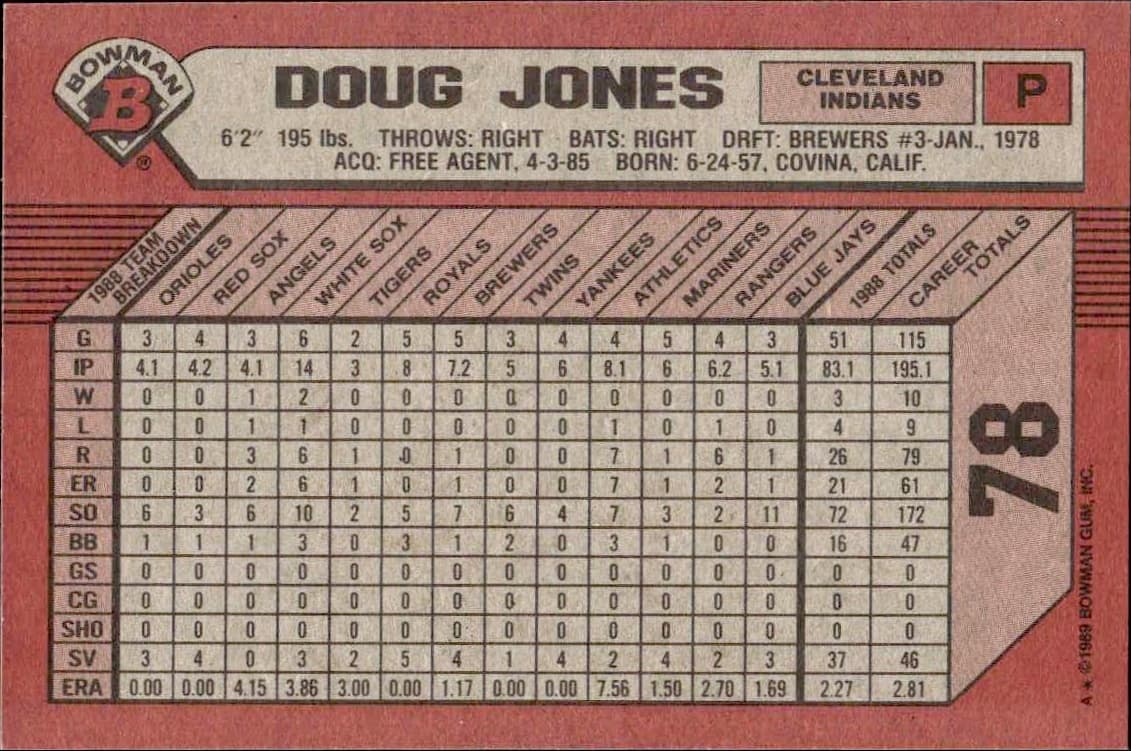 BOWMAN
B
®
DOUG JONES
CLEVELAND
INDIANS
P
6'2" 195 lbs. THROWS: RIGHT BATS: RIGHT DRFT: BREWERS #3-JAN., 1978
ACQ: FREE AGENT, 4-3-85 BORN: 6-24-57, COVINA, CALIF.
1988 TEAM BREAKDOWN ORIOLES RED SOX ANGELS WHITE SOX TIGERS ROYALS BREWERS TWINS YANKEES ATHLETICS MARINERS RANGERS BLUE JAYS 1988 TOTALS CAREER TOTALS
G 3 4 3 6 2 5 5 3 4 4 5 4 3 51 115
IP 4.1 4.2 4.1 14 3 8 7.2 5 6 8.1 6 6.2 5.1 83.1 195.1
W 0 0 1 2 0 0 0 0 0 0 0 0 0 3 10
L 0 0 1 1 0 0 0 0 0 1 0 1 0 4 9
R 0 0 3 6 1 0 1 0 0 7 1 6 1 26 79
ER 0 0 2 6 1 0 1 0 0 7 1 2 1 21 61
SO 6 3 6 10 2 5 7 6 4 7 3 2 11 72 172
BB 1 1 1 3 0 3 1 2 0 3 1 0 0 16 47
GS 0 0 0 0 0 0 0 0 0 0 0 0 0 0 0
CG 0 0 0 0 0 0 0 0 0 0 0 0 0 0 0
SHO 0 0 0 0 0 0 0 0 0 0 0 0 0 0 0
SV 3 4 0 3 2 5 4 1 4 2 4 2 3 37 46
ERA 0.00 0.00 4.15 3.86 3.00 0.00 1.17 0.00 0.00 7.56 1.50 2.70 1.69 2.27 2.81
78
A* ©1989 BOWMAN GUM, INC.